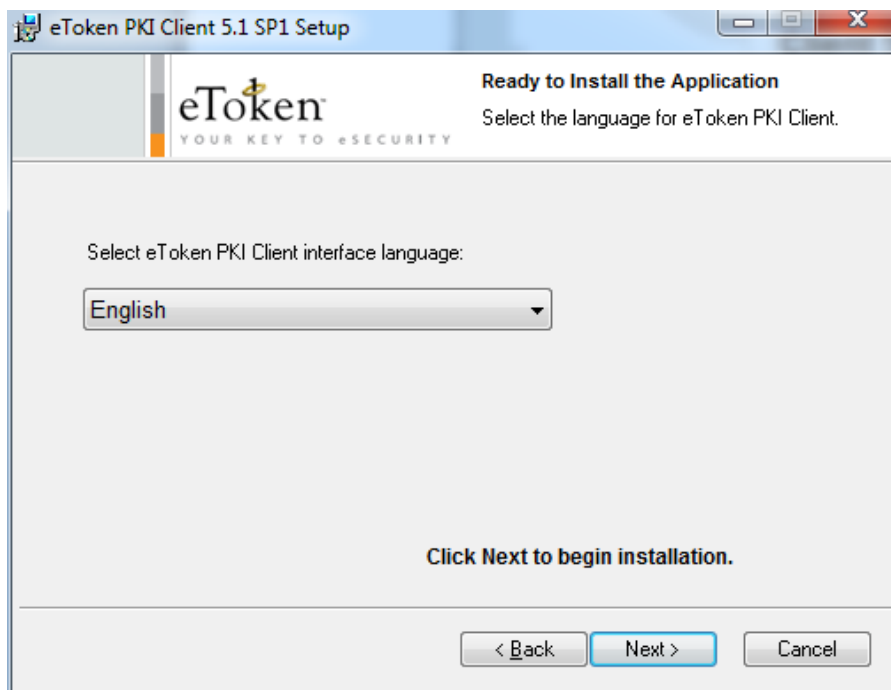 eToken PKI Client 5.1 SP1 Setup
Ready to Install the Application
Select the language for eToken PKI Client.
eToken
YOUR KEY TO eSECURITY
Select eToken PKI Client interface language:
English
Click Next to begin installation.
< Back Next > Cancel